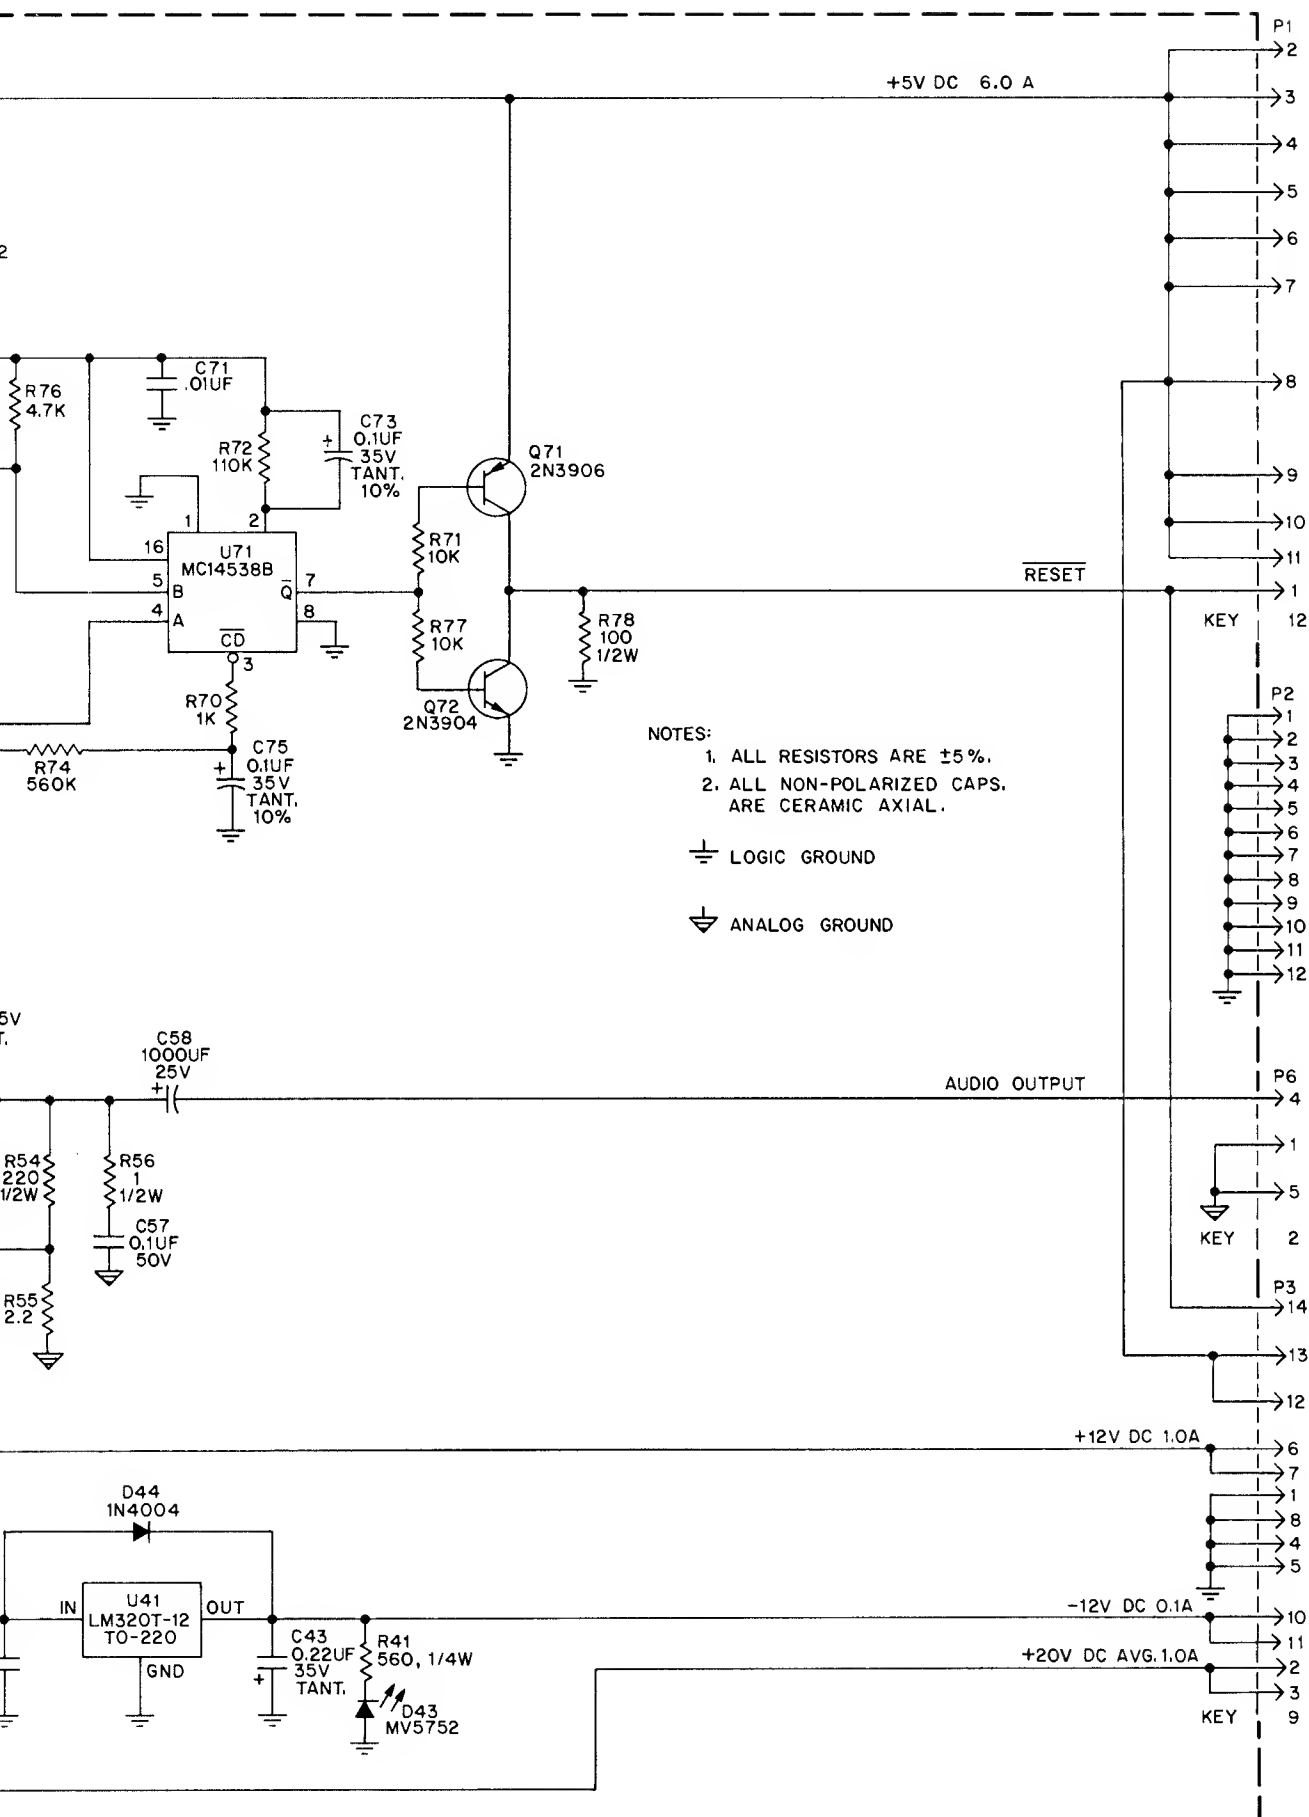 P1
2
+5V DC 6.0 A
3
4
5
6
2
7
C71
.01UF
R76
4.7K
8
C73
0.1UF
35V
TANT.
10%
R72
110K
Q71
2N3906
9
10
1
2
R71
10K
11
16
U71
MC14538B
5
B
Q̅
7
R̅E̅S̅E̅T̅
1
4
A
8
R77
10K
R78
100
1/2W
KEY
12
C̅D̅
3
R70
1K
Q72
2N3904
P2
1
2
3
4
5
6
7
8
9
10
11
12
R74
560K
C75
0.1UF
35V
TANT.
10%
NOTES:
1. ALL RESISTORS ARE ±5%.
2. ALL NON-POLARIZED CAPS.
ARE CERAMIC AXIAL.
LOGIC GROUND
ANALOG GROUND
5V
T.
C58
1000UF
25V
+
AUDIO OUTPUT
P6
4
1
R54
220
1/2W
R56
1
1/2W
5
C57
0.1UF
50V
KEY
2
R55
2.2
P3
14
13
12
+12V DC 1.0A
6
7
1
8
4
5
D44
1N4004
IN
U41
LM320T-12
TO-220
OUT
GND
C43
0.22UF
35V
TANT.
+
R41
560, 1/4W
D43
MV5752
-12V DC 0.1A
10
11
+20V DC AVG. 1.0A
2
3
KEY
9